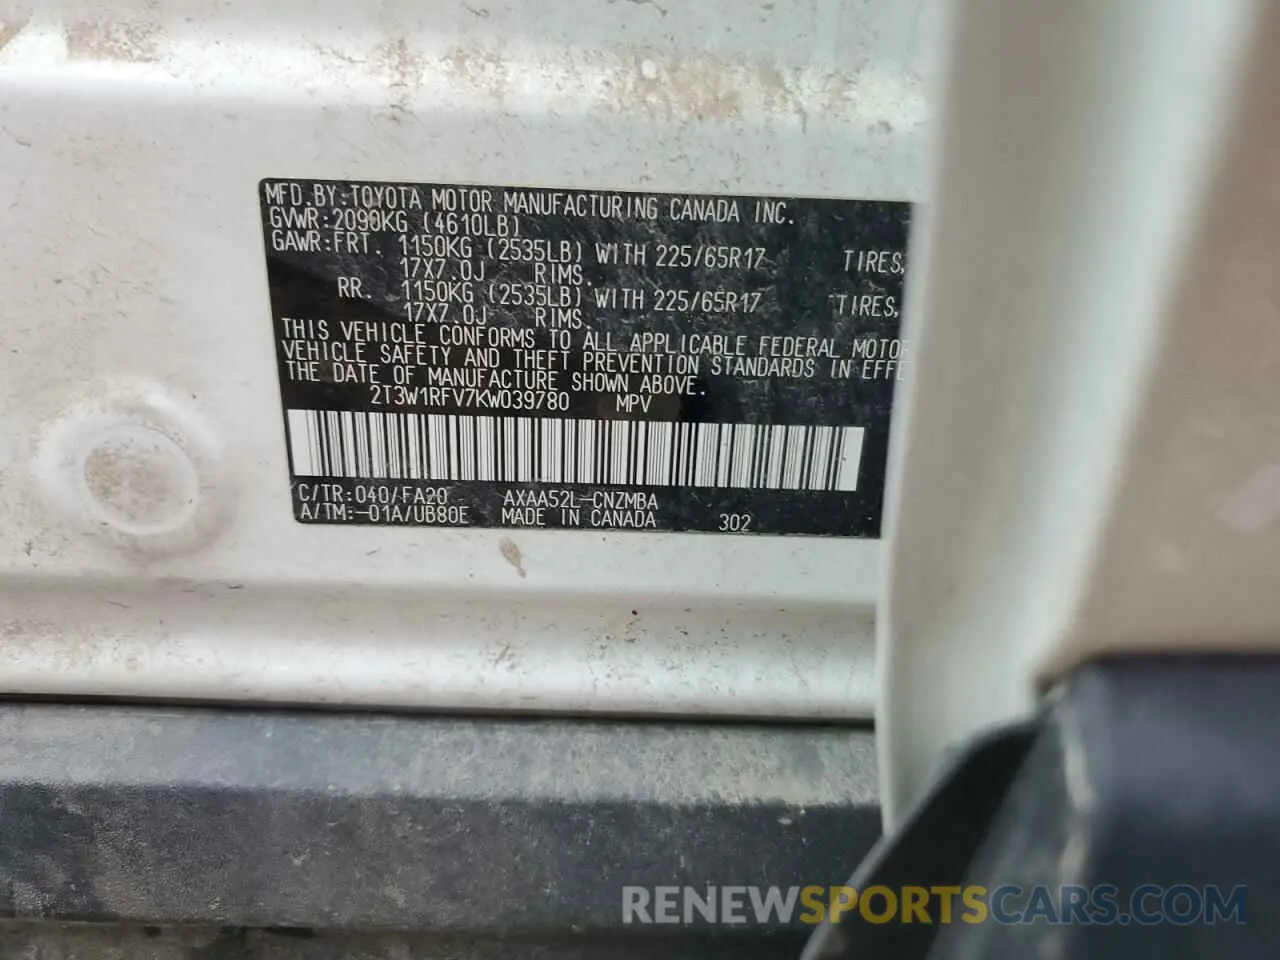 MFD.BY:TOYOTA MOTOR MANUFACTURING CANADA INC.
GVWR:2090KG (4610LB)
GAWR:FRT. 1150KG (2535LB) WITH 225/65R17 TIRES,
17X7.0J RIMS.
RR. 1150KG (2535LB) WITH 225/65R17 TIRES,
17X7.0J RIMS.
THIS VEHICLE CONFORMS TO ALL APPLICABLE FEDERAL MOTOR
VEHICLE SAFETY AND THEFT PREVENTION STANDARDS IN EFFE
THE DATE OF MANUFACTURE SHOWN ABOVE.
2T3W1RFV7KW039780 MPV
C/TR:040/FA20 AXAA52L-CNZMBA
A/TM:-01A/UB80E MADE IN CANADA 302
RENEWSPORTSCARS.COM